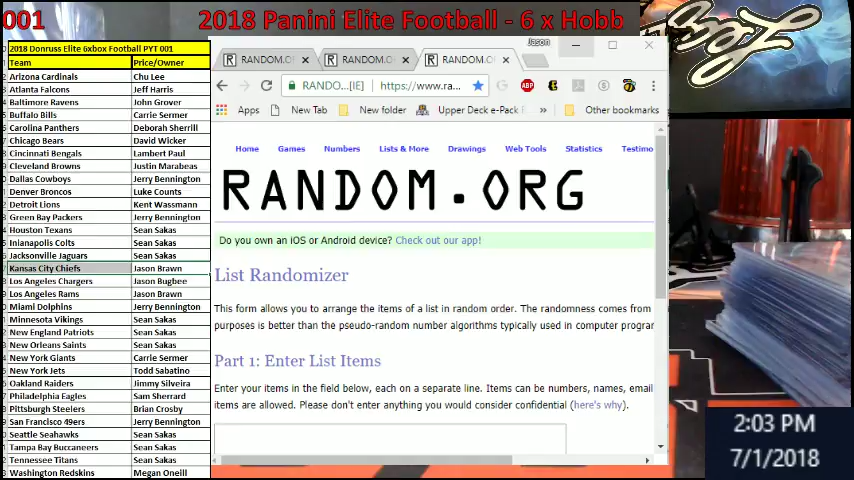 001
2018 Panini Elite Football - 6 x Hobb
2018 Donruss Elite 6xbox Football PYT 001
Team Price/Owner
Arizona Cardinals Chu Lee
Atlanta Falcons Jeff Harris
Baltimore Ravens John Grover
Buffalo Bills Carrie Sermer
Carolina Panthers Deborah Sherrill
Chicago Bears David Wicker
Cincinnati Bengals Lambert Paul
Cleveland Browns Justin Marabeas
Dallas Cowboys Jerry Bennington
Denver Broncos Luke Counts
Detroit Lions Kent Wassmann
Green Bay Packers Jerry Bennington
Houston Texans Sean Sakas
Inianapolis Colts Sean Sakas
Jacksonville Jaguars Sean Sakas
Kansas City Chiefs Jason Brawn
Los Angeles Chargers Jason Bugbee
Los Angeles Rams Jason Brawn
Miami Dolphins Jerry Bennington
Minnesota Vikings Sean Sakas
New England Patriots Sean Sakas
New Orleans Saints Sean Sakas
New York Giants Carrie Sermer
New York Jets Todd Sabatino
Oakland Raiders Jimmy Silveira
Philadelphia Eagles Sam Sherrard
Pittsburgh Steelers Brian Crosby
San Francisco 49ers Jerry Bennington
Seattle Seahawks Sean Sakas
Tampa Bay Buccaneers Sean Sakas
Tennessee Titans Sean Sakas
Washington Redskins Megan Oneill
Jason
RANDOM.O RANDOM.O RANDOM.O
RANDO...[IE] https://www.ra...
Apps New Tab New folder Upper Deck e-Pack F » Other bookmarks
Home Games Numbers Lists & More Drawings Web Tools Statistics Testimo
RANDOM.ORG
Do you own an iOS or Android device? Check out our app!
List Randomizer
This form allows you to arrange the items of a list in random order. The randomness comes from
purposes is better than the pseudo-random number algorithms typically used in computer progran
Part 1: Enter List Items
Enter your items in the field below, each on a separate line. Items can be numbers, names, email
items are allowed. Please don't enter anything you would consider confidential (here's why).
2:03 PM
7/1/2018